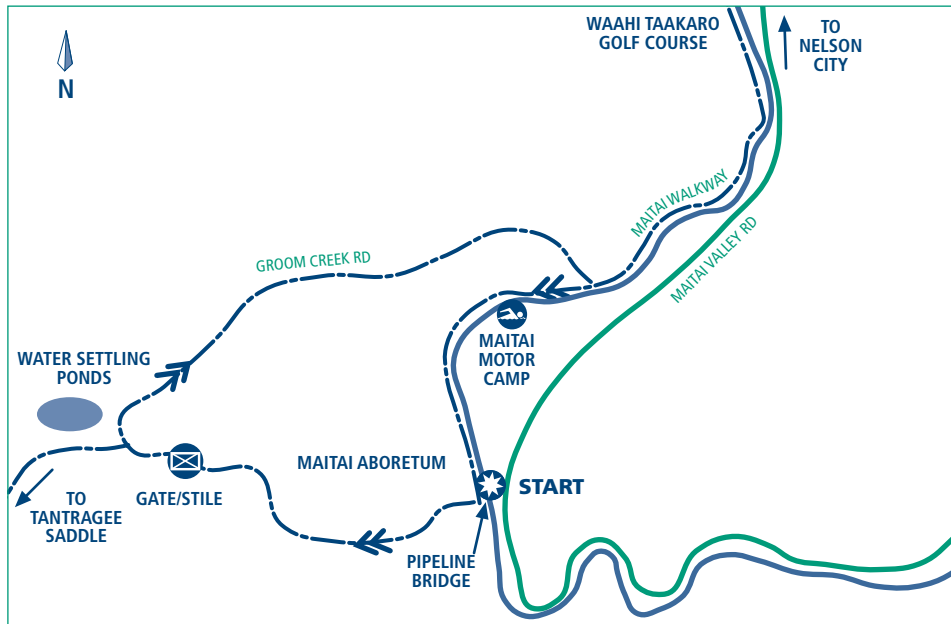 WAAHI TAAKARO
GOLF COURSE
TO
NELSON
CITY
N
MAITAI WALKWAY
GROOM CREEK RD
MAITAI VALLEY RD
MAITAI
MOTOR
CAMP
WATER SETTLING
PONDS
MAITAI ABORETUM
START
GATE/STILE
TO
TANTRAGEE
SADDLE
PIPELINE
BRIDGE